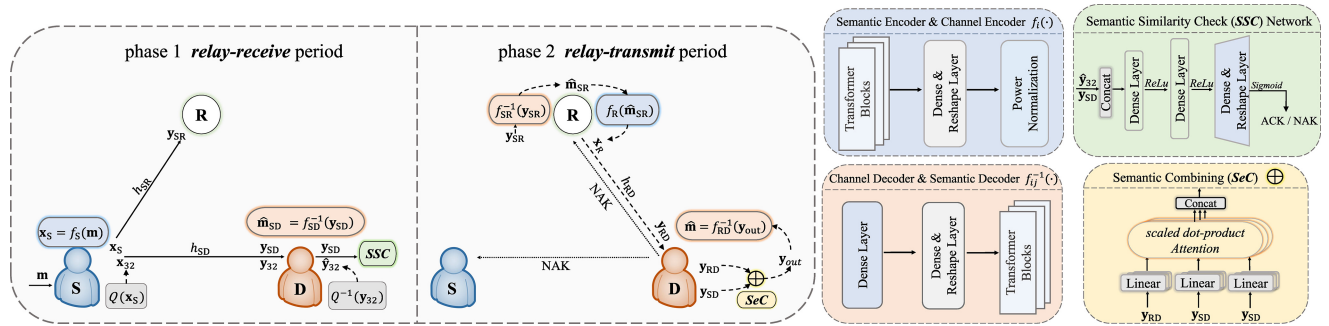 phase 1 relay-receive period
R
y_SR
h_SR
x_S = f_S(m)
m
S
x_S
x_32
Q(x_S)
h_SD
m̂_SD = f_SD^{-1}(y_SD)
y_SD
y_32
D
y_SD
ŷ_32
Q^{-1}(y_32)
SSC
phase 2 relay-transmit period
m̂_SR
f_SR^{-1}(y_SR)
R
f_R(m̂_SR)
y_SR
x_R
h_RD
NAK
y_RD
m̂ = f_RD^{-1}(y_out)
S
NAK
D
y_RD
y_SD
y_out
SeC
Semantic Encoder & Channel Encoder f_i(·)
Transformer
Blocks
Dense &
Reshape Layer
Power
Normalization
Channel Decoder & Semantic Decoder f_ij^{-1}(·)
Dense Layer
Dense &
Reshape Layer
Transformer
Blocks
Semantic Similarity Check (SSC) Network
ŷ_32
y_SD
Concat
Dense Layer
ReLu
Dense Layer
ReLu
Dense &
Reshape Layer
Sigmoid
ACK / NAK
Semantic Combining (SeC) ⊕
Concat
scaled dot-product
Attention
Linear Linear Linear
y_RD y_SD y_SD